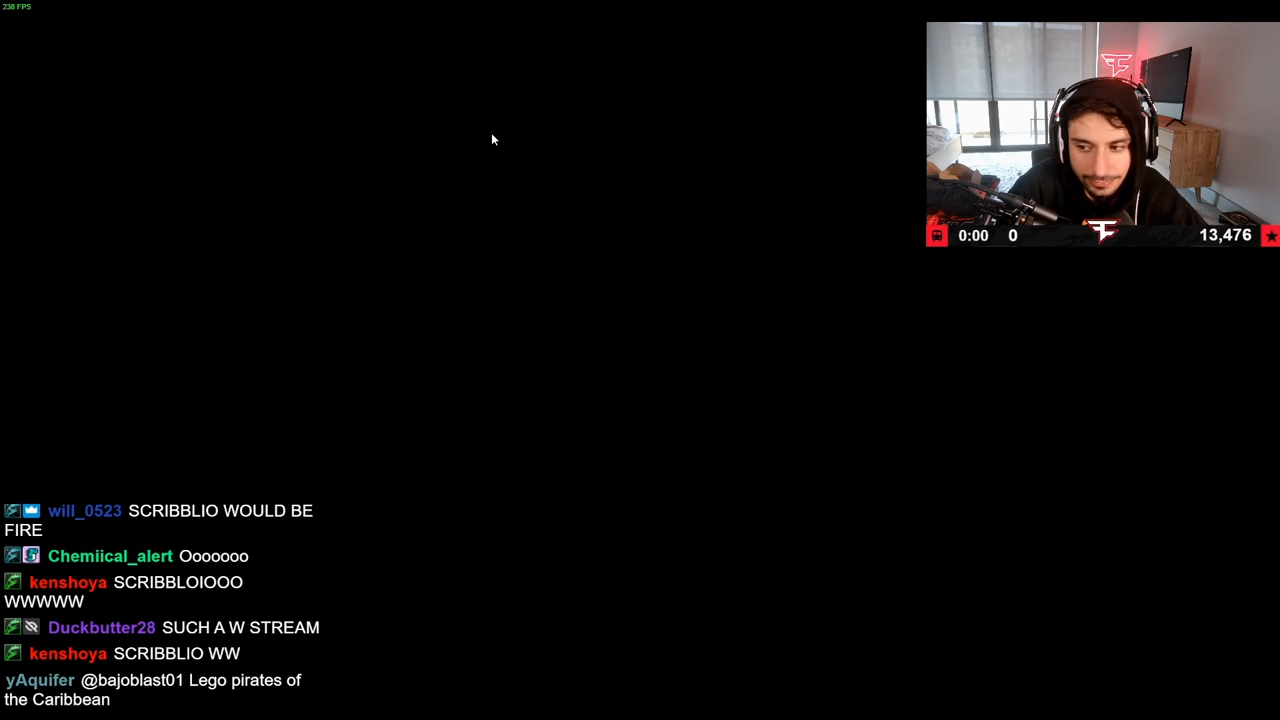 238 FPS
0:00 0 13,476
will_0523 SCRIBBLIO WOULD BE
FIRE
Chemiical_alert Ooooooo
kenshoya SCRIBBLOIOOO
WWWWW
Duckbutter28 SUCH A W STREAM
kenshoya SCRIBBLIO WW
yAquifer @bajoblast01 Lego pirates of
the Caribbean